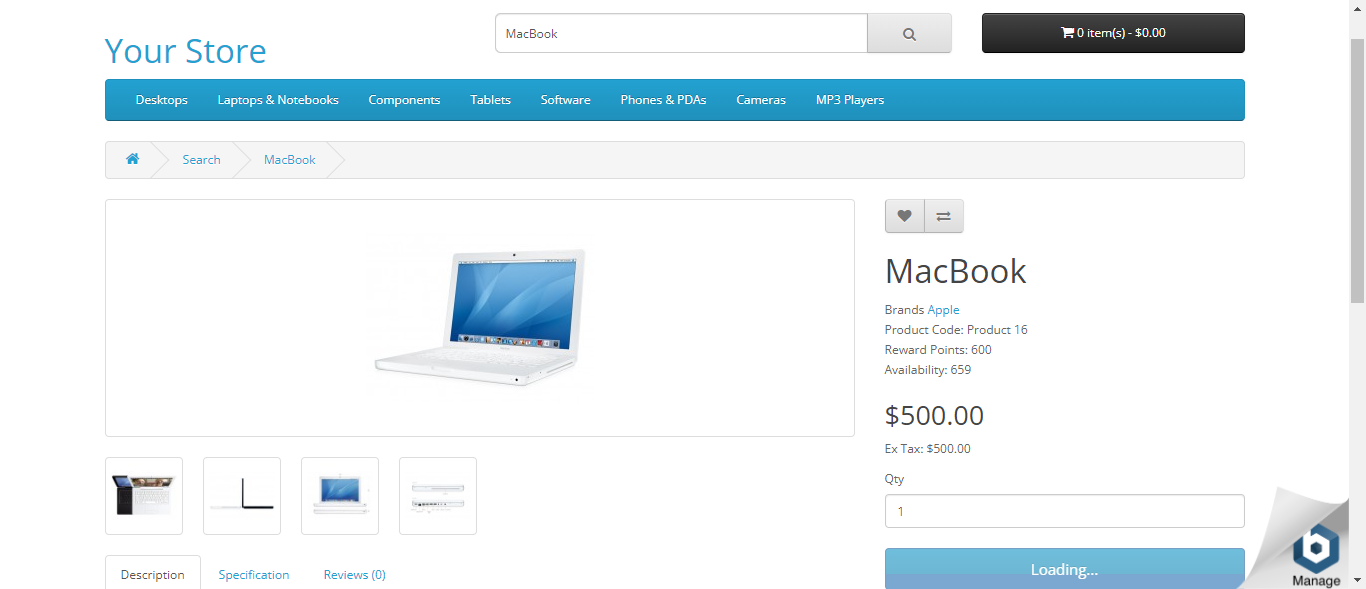 MacBook
0 item(s) - $0.00
Your Store
Desktops Laptops & Notebooks Components Tablets Software Phones & PDAs Cameras MP3 Players
Search MacBook
MacBook
Brands Apple
Product Code: Product 16
Reward Points: 600
Availability: 659
$500.00
Ex Tax: $500.00
Qty
1
Loading...
Description Specification Reviews (0)
Manage